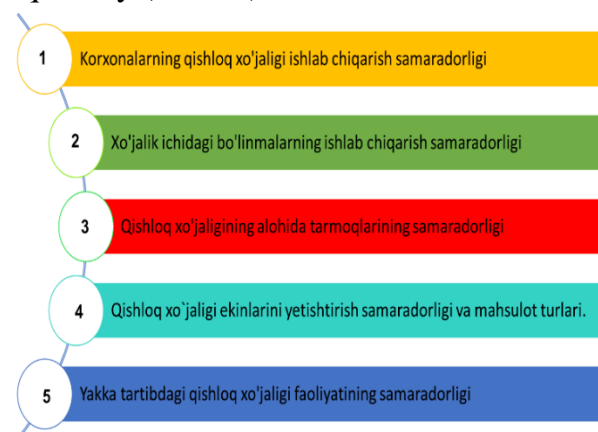 1 Korxonalarning qishloq xo'jaligi ishlab chiqarish samaradorligi
2 Xo'jalik ichidagi bo'linmalarning ishlab chiqarish samaradorligi
3 Qishloq xo'jaligining alohida tarmoqlarining samaradorligi
4 Qishloq xo`jaligi ekinlarini yetishtirish samaradorligi va mahsulot turlari.
5 Yakka tartibdagi qishloq xo'jaligi faoliyatining samaradorligi